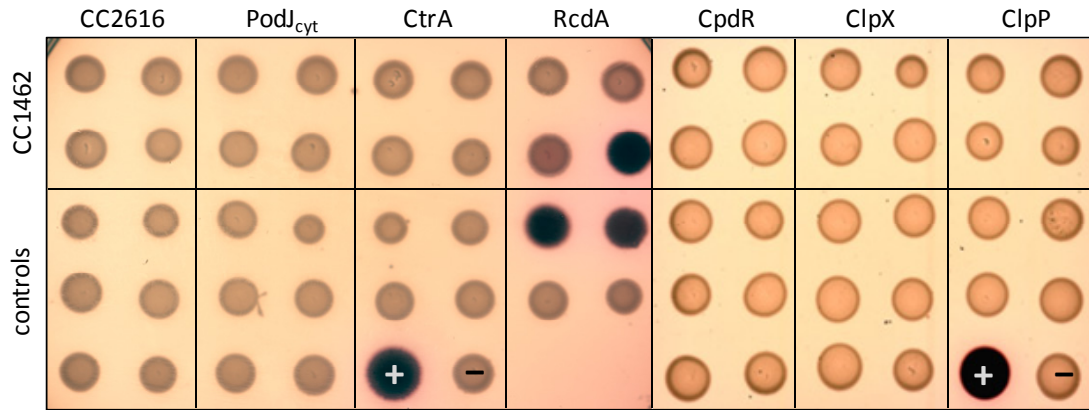 CC2616 PodJcyt CtrA RcdA CpdR ClpX ClpP
CC1462
controls
+ − + −